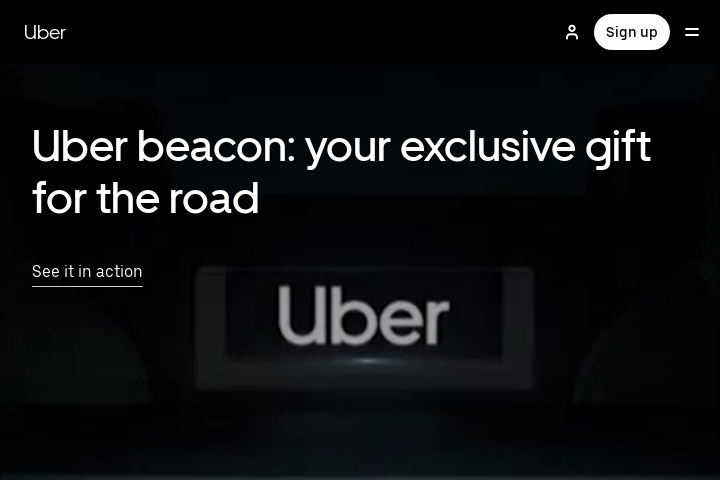 Uber
Sign up
Uber beacon: your exclusive gift
for the road
See it in action
Uber